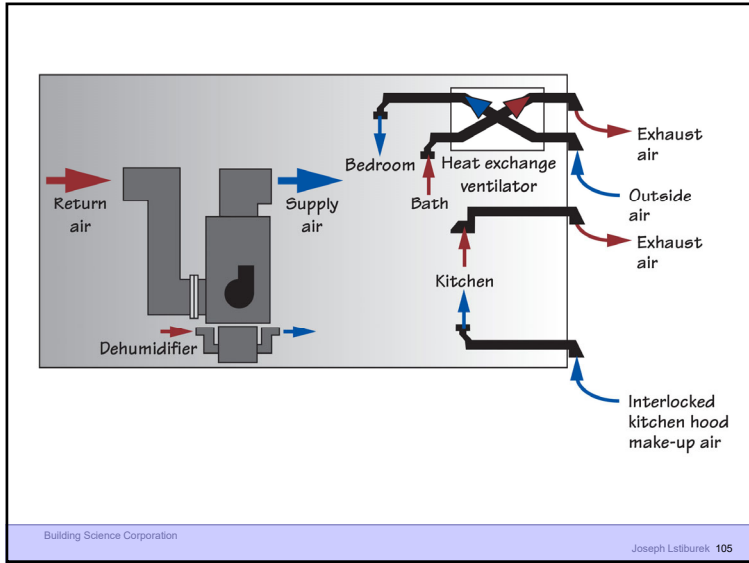 Return
air
Supply
air
Dehumidifier
Bedroom
Bath
Heat exchange
ventilator
Exhaust
air
Outside
air
Exhaust
air
Kitchen
Interlocked
kitchen hood
make-up air
Building Science Corporation
Joseph Lstiburek 105